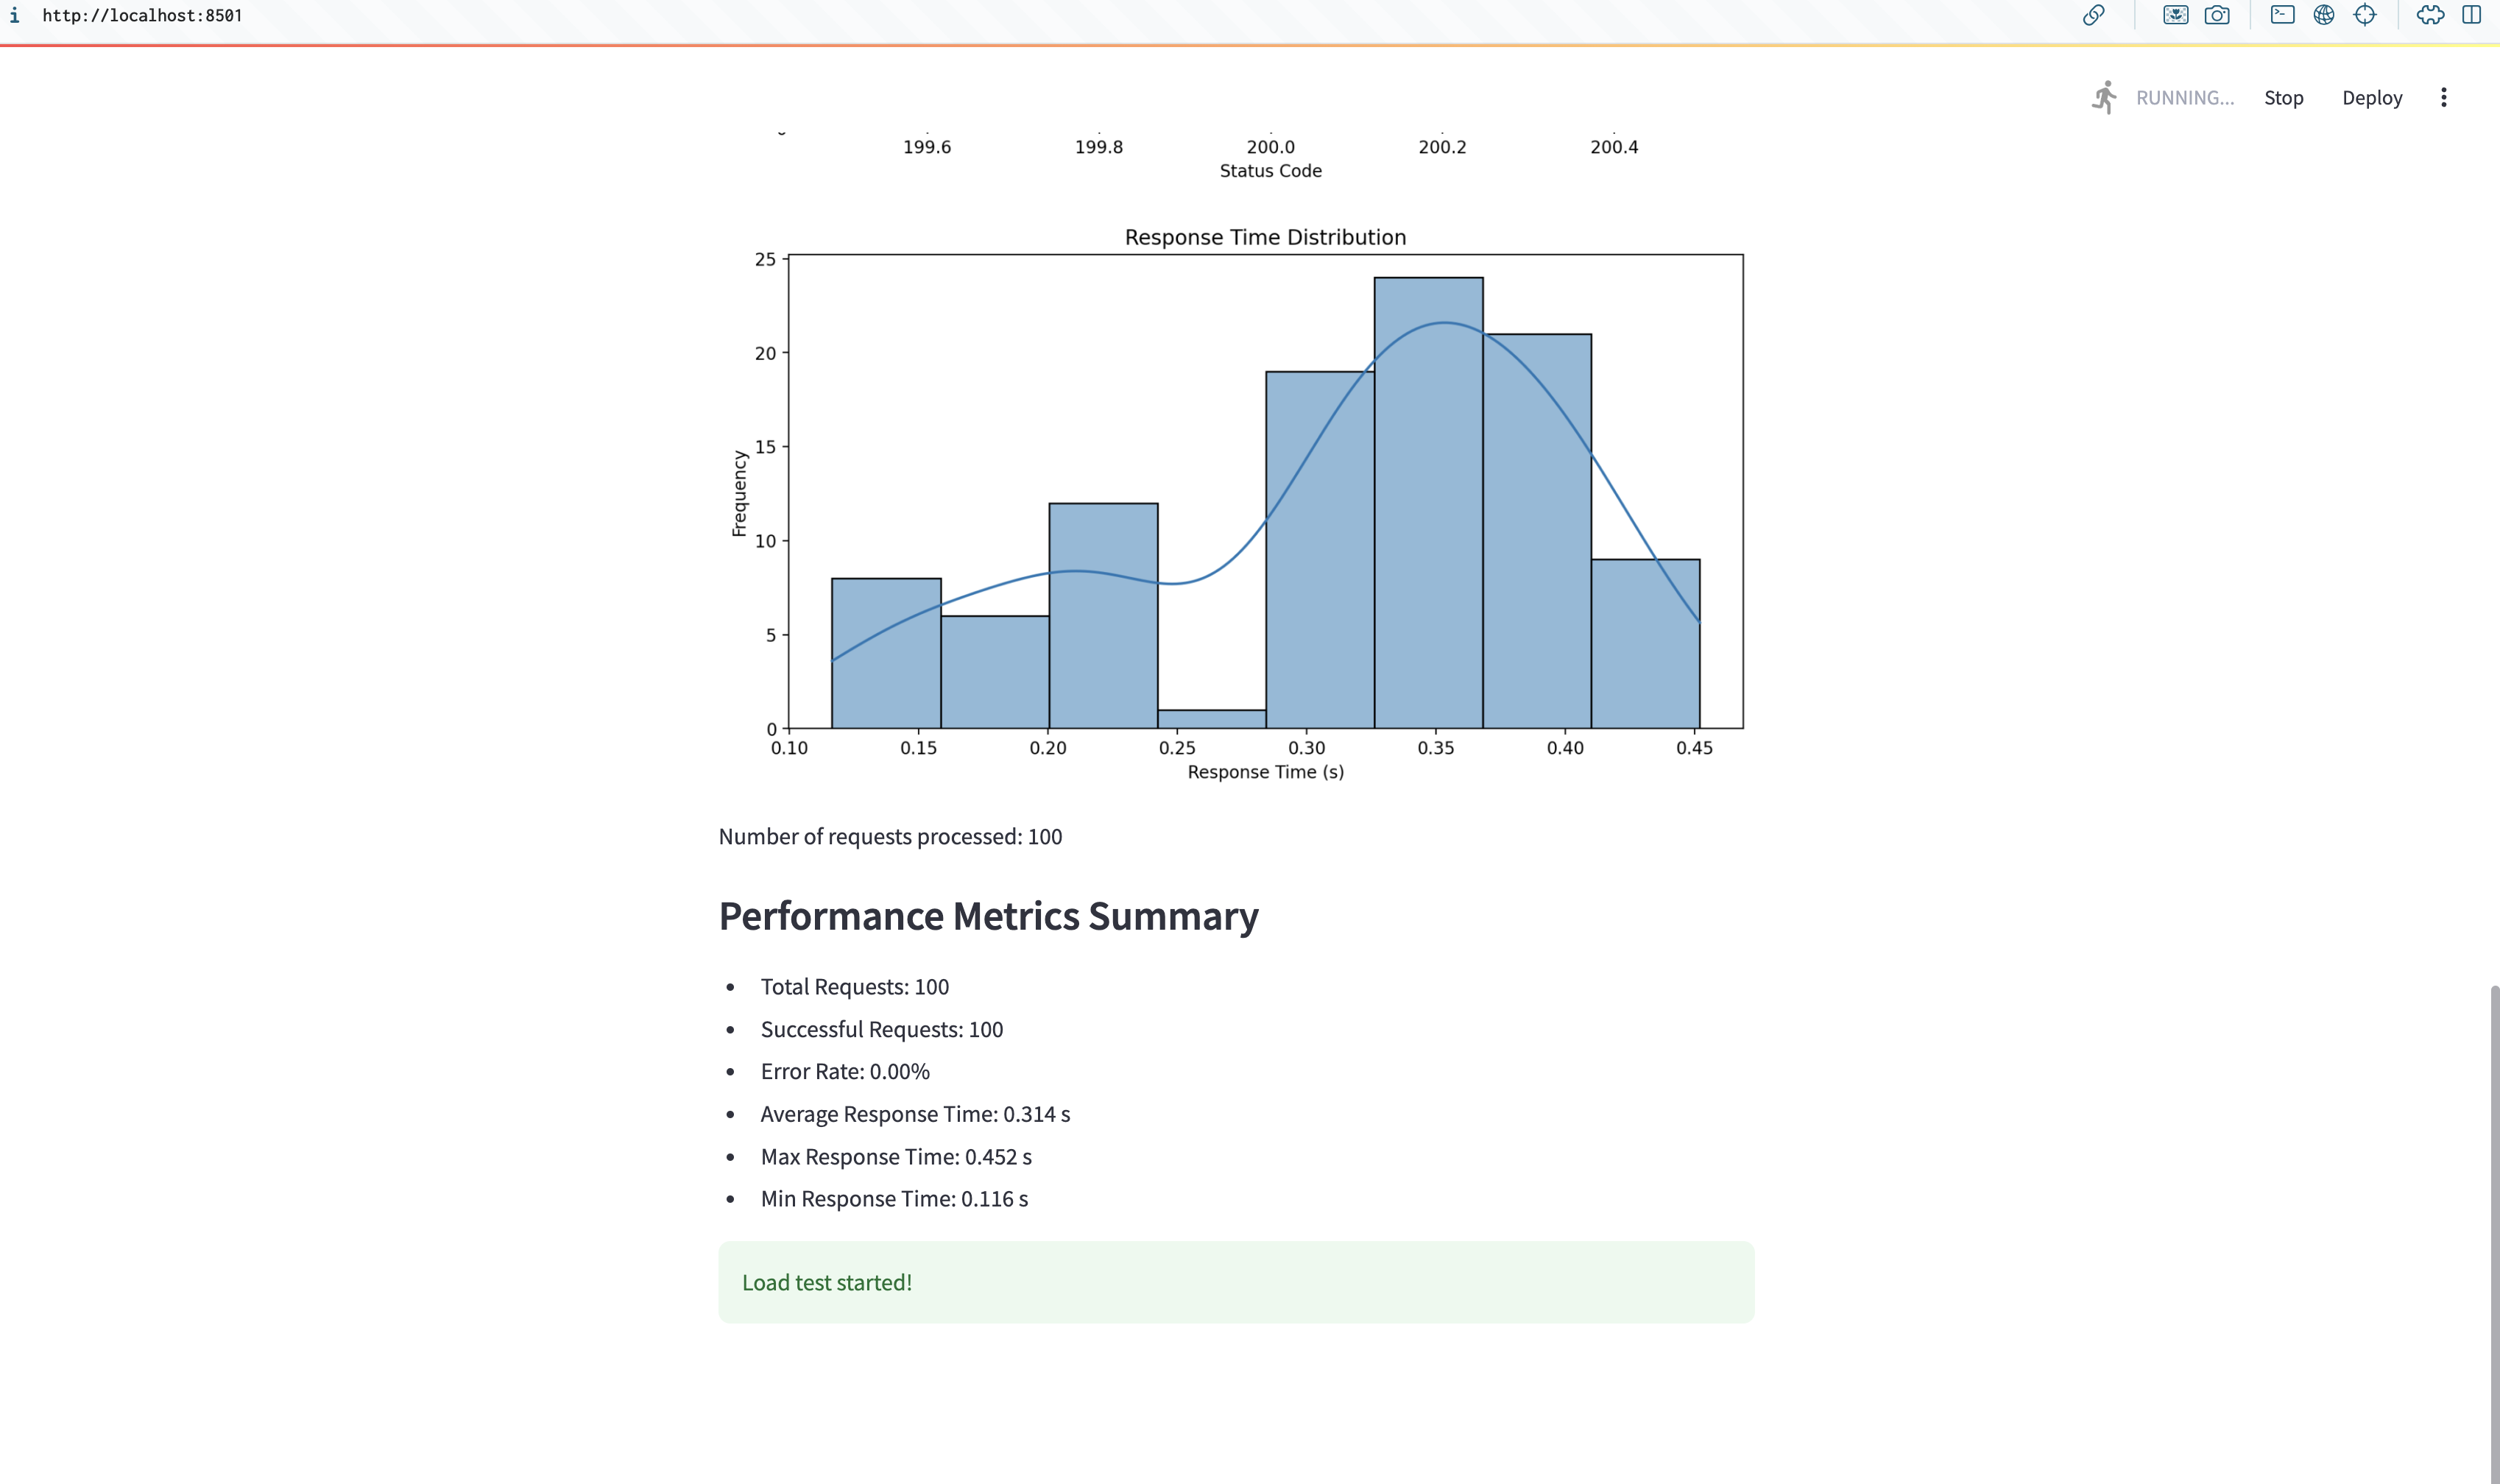 i http://localhost:8501
RUNNING... Stop Deploy
199.6 199.8 200.0 200.2 200.4
Status Code
Response Time Distribution
25
20
15
10
5
0
Frequency
0.10 0.15 0.20 0.25 0.30 0.35 0.40 0.45
Response Time (s)
Number of requests processed: 100
Performance Metrics Summary
• Total Requests: 100
• Successful Requests: 100
• Error Rate: 0.00%
• Average Response Time: 0.314 s
• Max Response Time: 0.452 s
• Min Response Time: 0.116 s
Load test started!